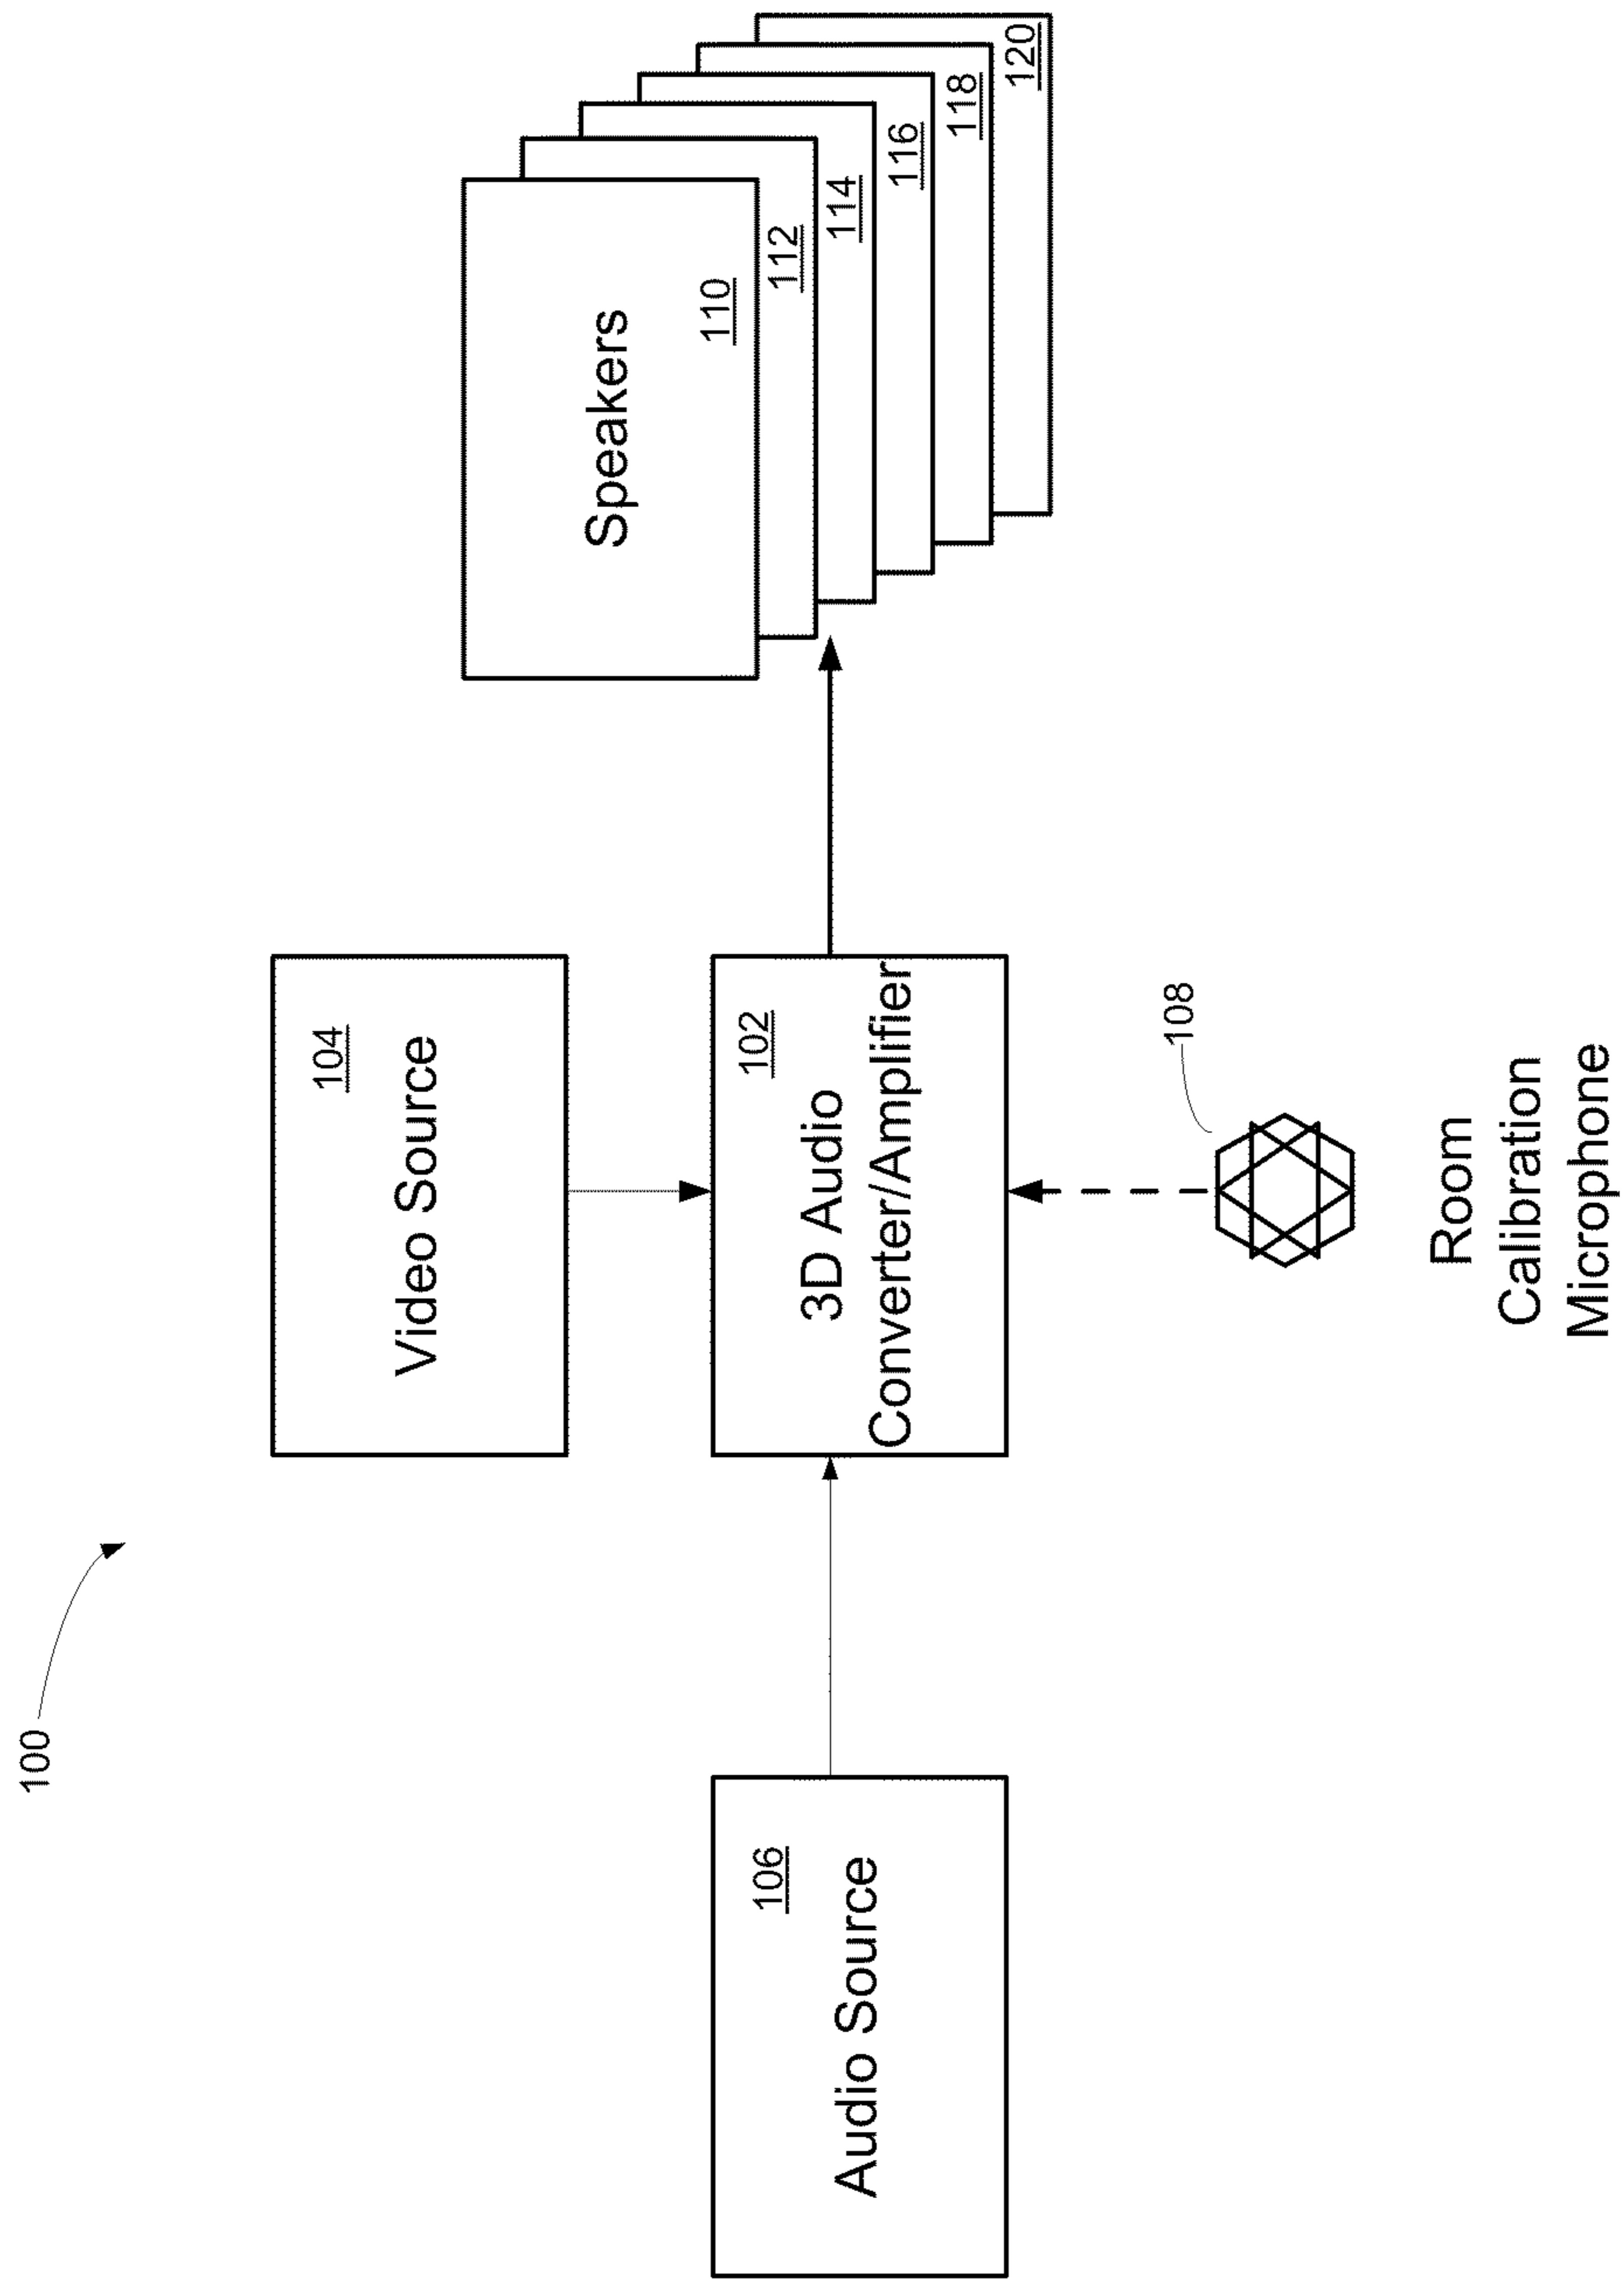 100
104
Video Source
106
Audio Source
102
3D Audio
Converter/Amplifier
Speakers
110
112
114
116
118
120
108
Room
Calibration
Microphone